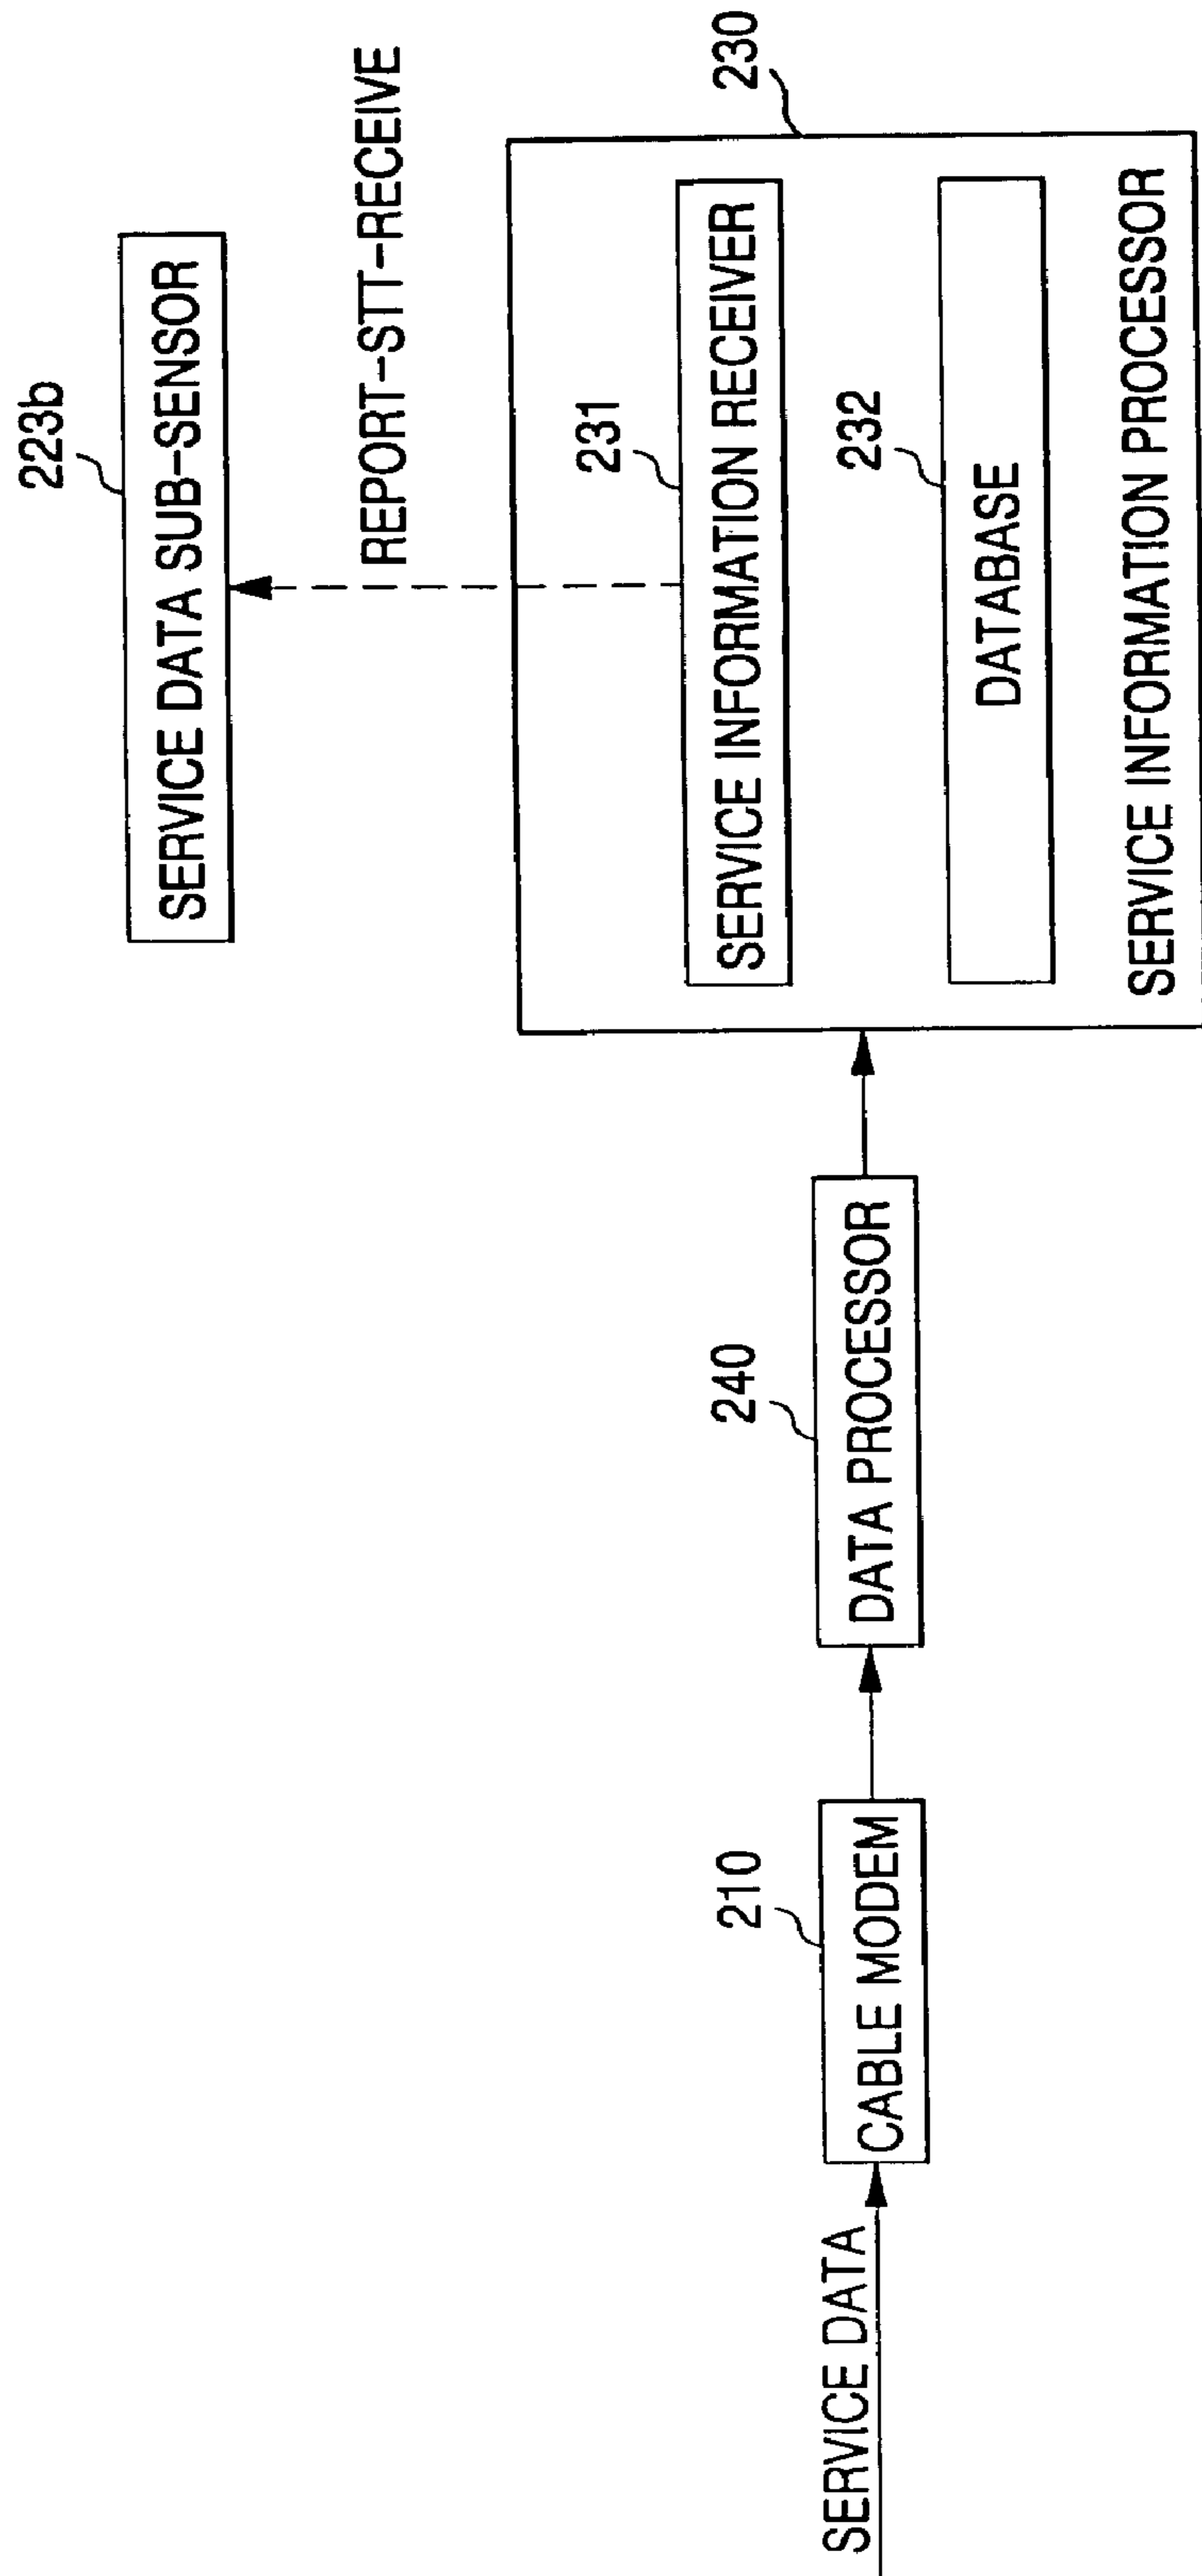 223b
SERVICE DATA SUB-SENSOR
REPORT-STT-RECEIVE
230
231
SERVICE INFORMATION RECEIVER
232
DATABASE
SERVICE INFORMATION PROCESSOR
240
DATA PROCESSOR
210
CABLE MODEM
SERVICE DATA